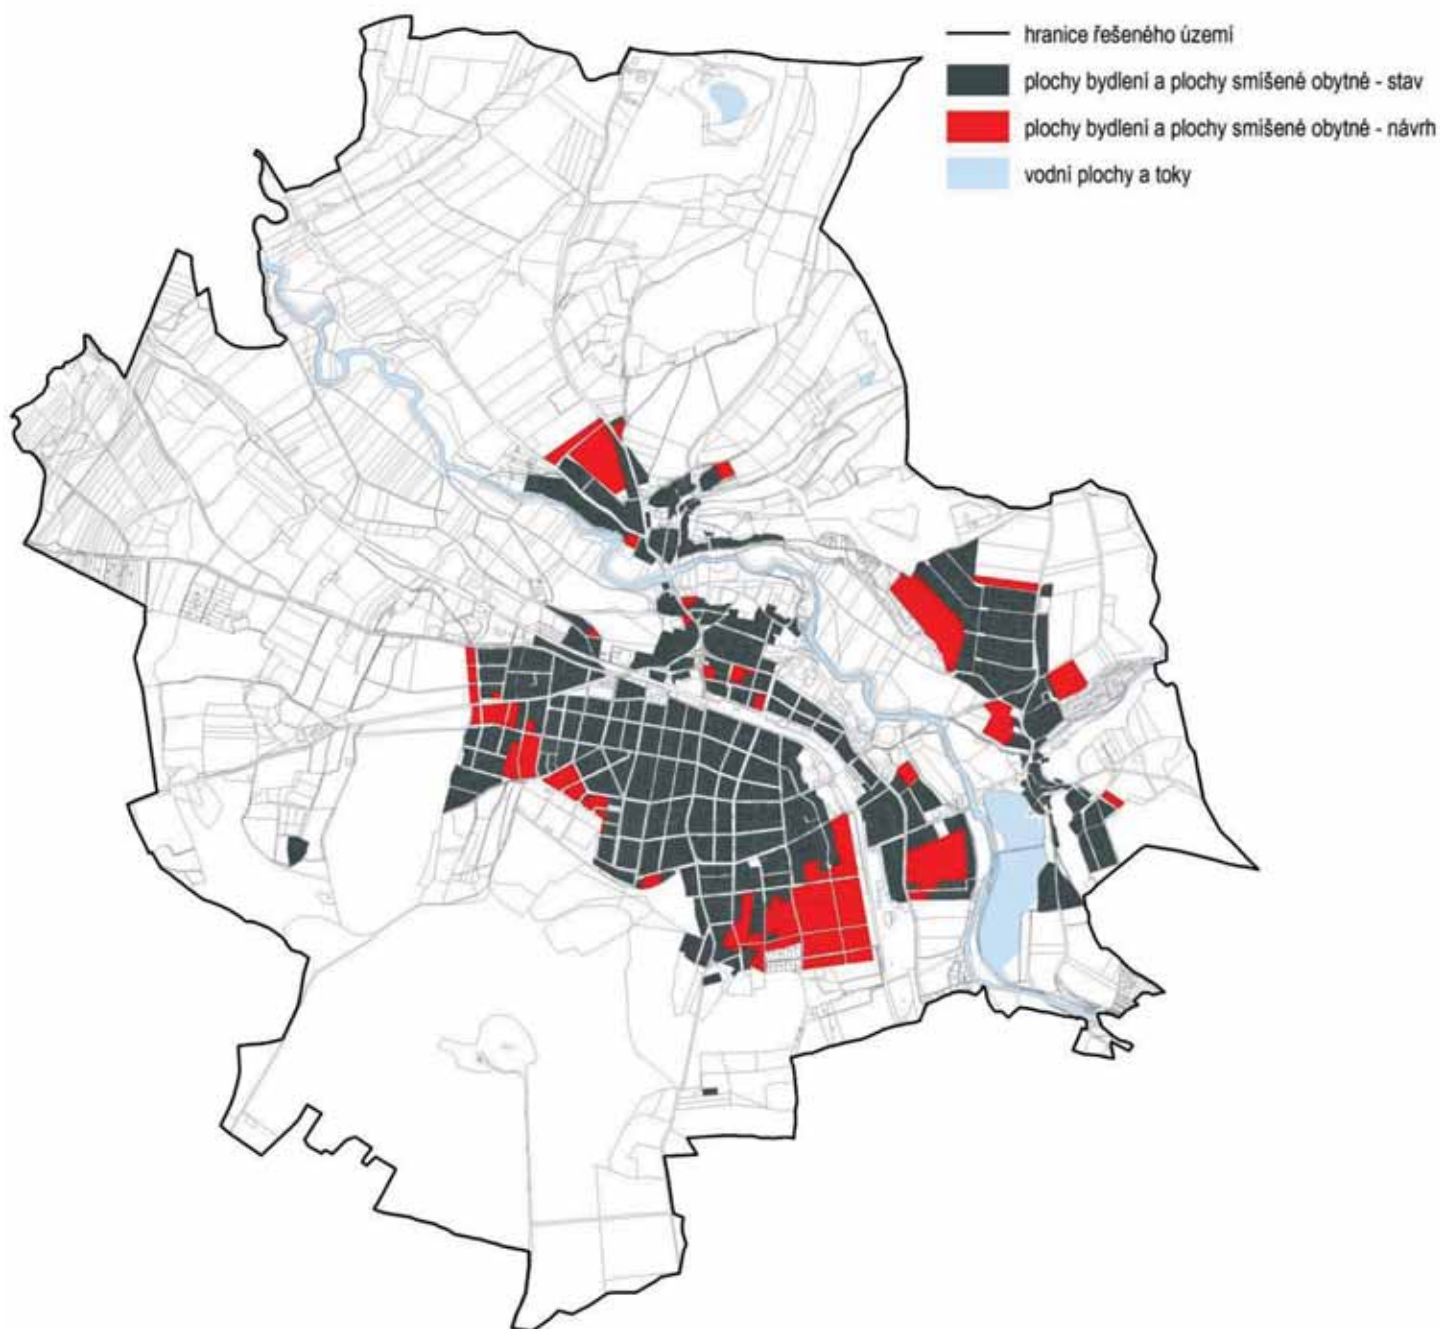 hranice řešeného území
plochy bydlení a plochy smíšené obytné - stav
plochy bydlení a plochy smíšené obytné - návrh
vodní plochy a toky